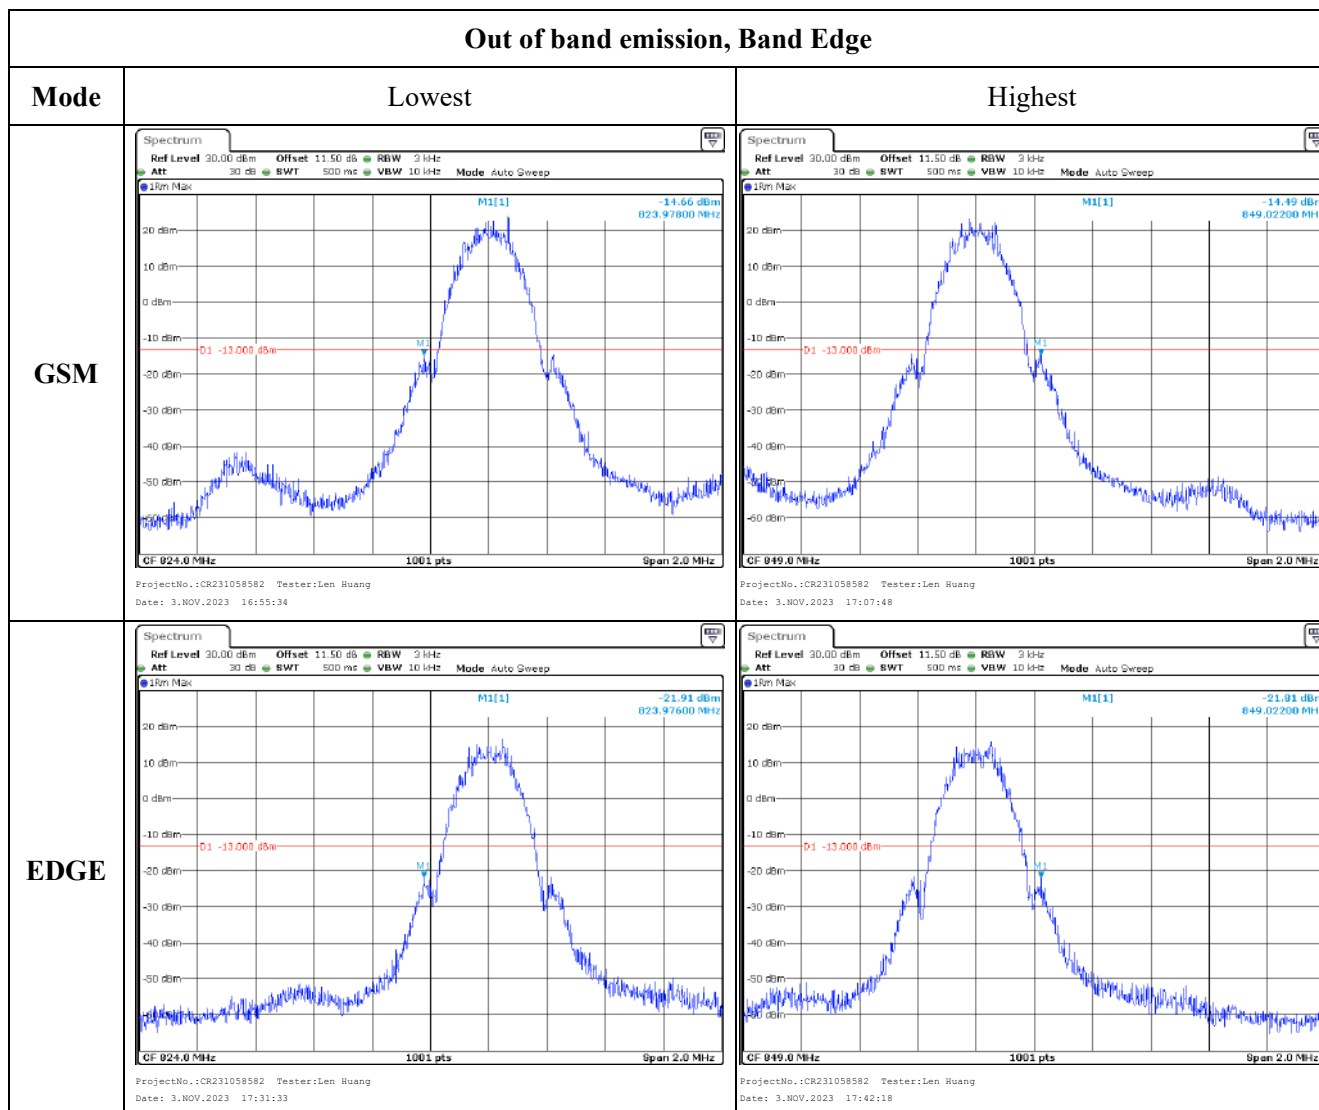 Out of band emission, Band Edge
Mode Lowest Highest
GSM
Spectrum
Ref Level 30.00 dBm Offset 11.50 dB RBW 3 kHz
Att 30 dB SWT 500 ms VBW 10 kHz Mode Auto Sweep
1Rm Max
M1[1] -14.66 dBm
823.97800 MHz
20 dBm
10 dBm
0 dBm
-10 dBm
D1 -13.000 dBm
M1
-20 dBm
-30 dBm
-40 dBm
-50 dBm
-60 dBm
CF 824.0 MHz 1001 pts Span 2.0 MHz
ProjectNo.:CR231058582 Tester:Len Huang
Date: 3.NOV.2023 16:55:34
Spectrum
Ref Level 30.00 dBm Offset 11.50 dB RBW 3 kHz
Att 30 dB SWT 500 ms VBW 10 kHz Mode Auto Sweep
1Rm Max
M1[1] -14.49 dBm
849.02200 MH
20 dBm
10 dBm
0 dBm
-10 dBm
D1 -13.000 dBm
M1
-20 dBm
-30 dBm
-40 dBm
-50 dBm
-60 dBm
CF 849.0 MHz 1001 pts Span 2.0 MHz
ProjectNo.:CR231058582 Tester:Len Huang
Date: 3.NOV.2023 17:07:48
EDGE
Spectrum
Ref Level 30.00 dBm Offset 11.50 dB RBW 3 kHz
Att 30 dB SWT 500 ms VBW 10 kHz Mode Auto Sweep
1Rm Max
M1[1] -21.91 dBm
823.97600 MHz
20 dBm
10 dBm
0 dBm
-10 dBm
D1 -13.000 dBm
M1
-20 dBm
-30 dBm
-40 dBm
-50 dBm
-60 dBm
CF 824.0 MHz 1001 pts Span 2.0 MHz
ProjectNo.:CR231058582 Tester:Len Huang
Date: 3.NOV.2023 17:31:33
Spectrum
Ref Level 30.00 dBm Offset 11.50 dB RBW 3 kHz
Att 30 dB SWT 500 ms VBW 10 kHz Mode Auto Sweep
1Rm Max
M1[1] -21.81 dBm
849.02200 MH
20 dBm
10 dBm
0 dBm
-10 dBm
D1 -13.000 dBm
M1
-20 dBm
-30 dBm
-40 dBm
-50 dBm
-60 dBm
CF 849.0 MHz 1001 pts Span 2.0 MHz
ProjectNo.:CR231058582 Tester:Len Huang
Date: 3.NOV.2023 17:42:18